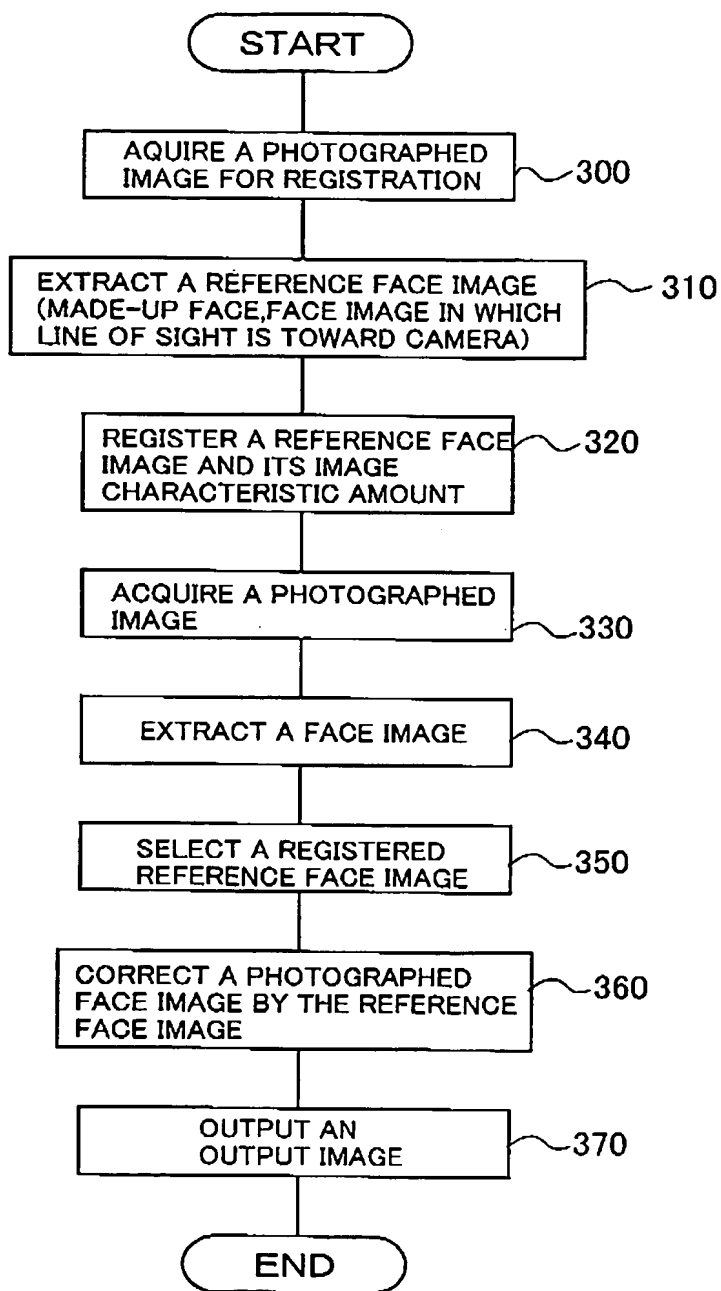 START
AQUIRE A PHOTOGRAPHED
IMAGE FOR REGISTRATION
300
EXTRACT A REFERENCE FACE IMAGE
(MADE-UP FACE,FACE IMAGE IN WHICH
LINE OF SIGHT IS TOWARD CAMERA)
310
REGISTER A REFERENCE FACE
IMAGE AND ITS IMAGE
CHARACTERISTIC AMOUNT
320
ACQUIRE A PHOTOGRAPHED
IMAGE
330
EXTRACT A FACE IMAGE
340
SELECT A REGISTERED
REFERENCE FACE IMAGE
350
CORRECT A PHOTOGRAPHED
FACE IMAGE BY THE REFERENCE
FACE IMAGE
360
OUTPUT AN
OUTPUT IMAGE
370
END